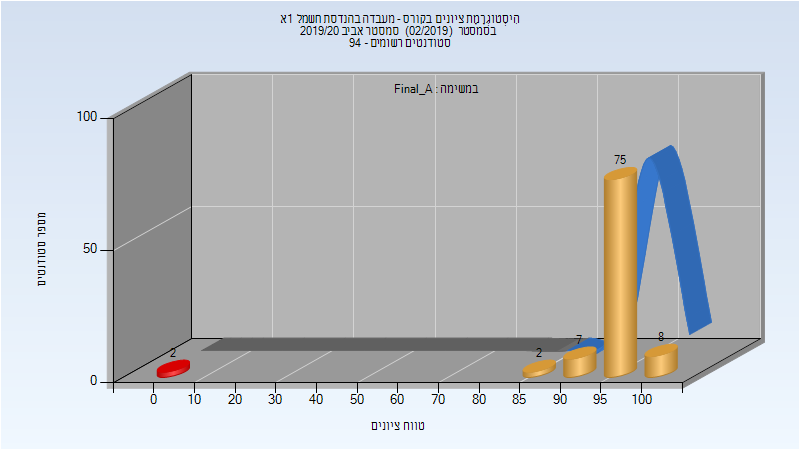 היסטוגרמת ציונים בקורס - מעבדה בהנדסת חשמל 1א
בסמסטר (02/2019) סמסטר אביב 2019/20
סטודנטים רשומים - 94
במשימה : Final_A
מספר סטודנטים
100
50
0
2
2
7
75
8
0 10 20 30 40 50 60 70 80 85 90 95 100
טווח ציונים